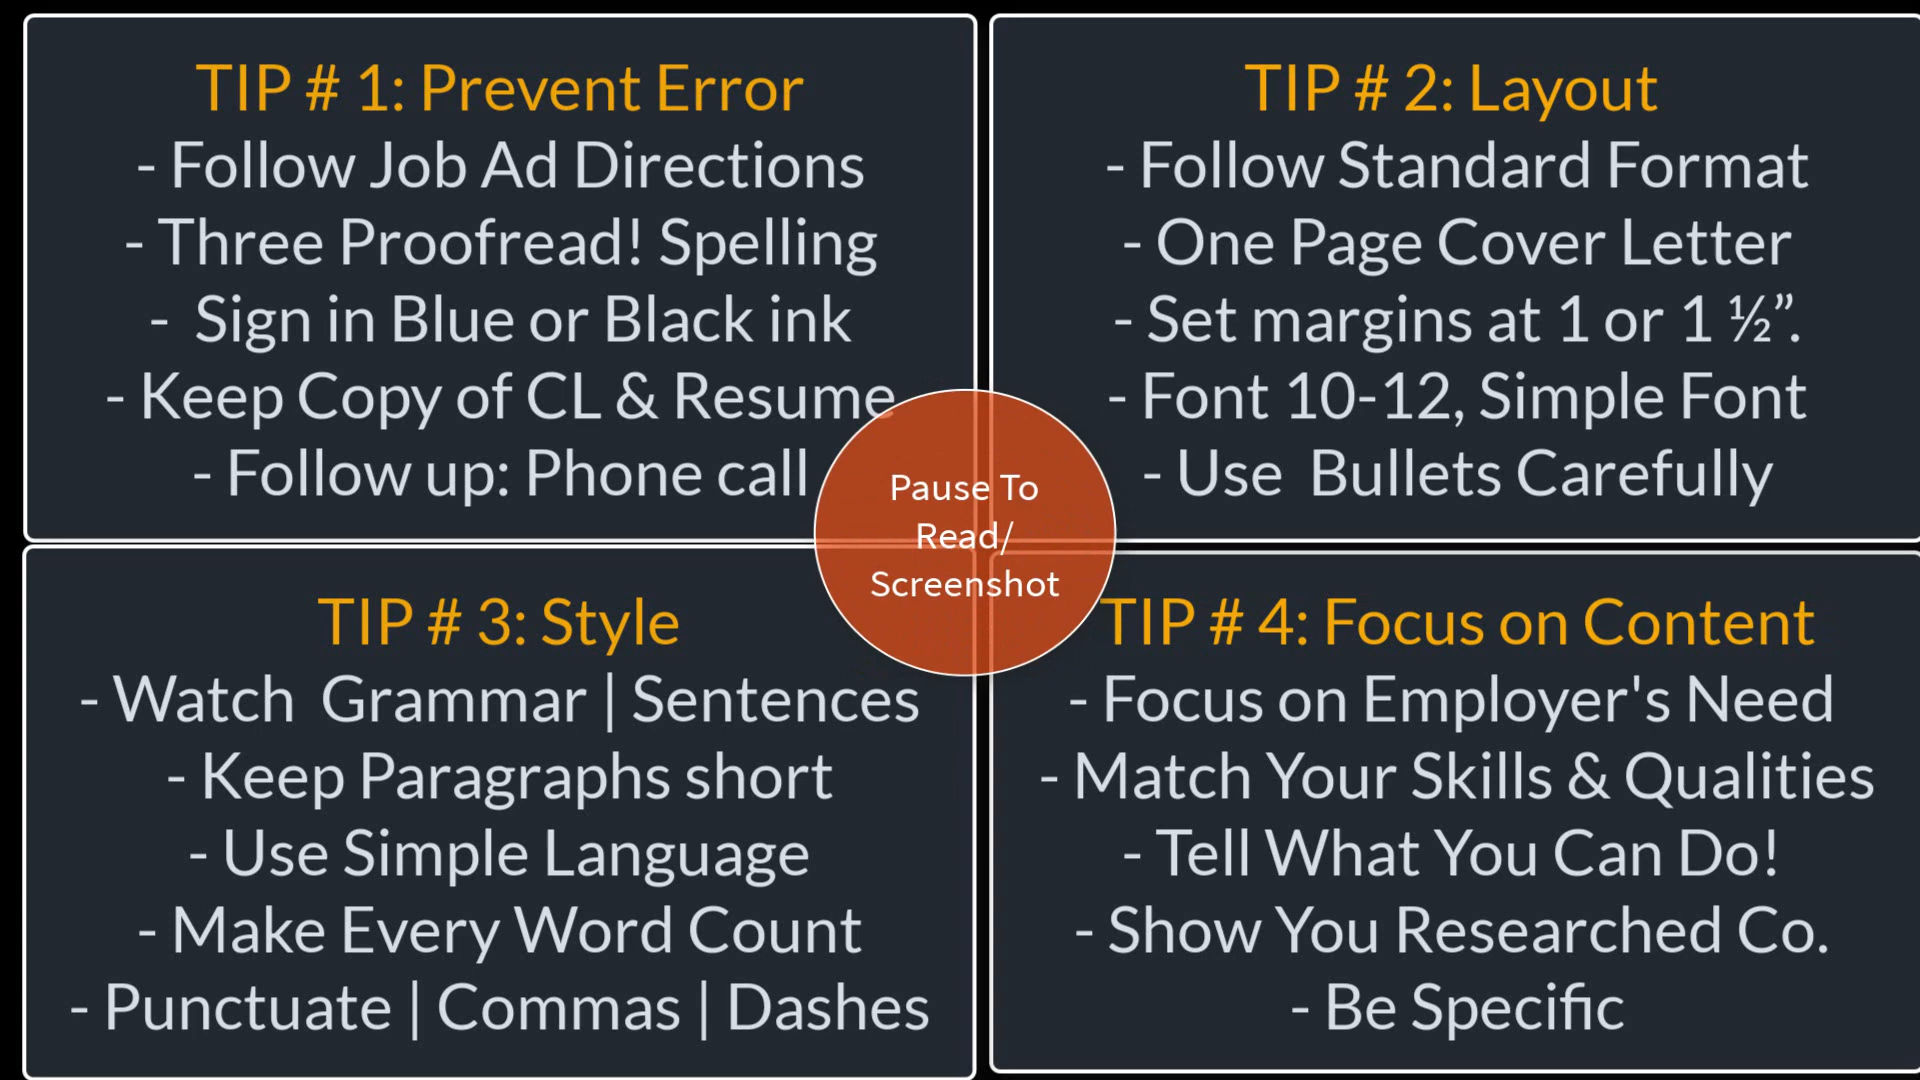 TIP # 1: Prevent Error
- Follow Job Ad Directions
- Three Proofread! Spelling
- Sign in Blue or Black ink
- Keep Copy of CL & Resume
- Follow up: Phone call
TIP # 2: Layout
- Follow Standard Format
- One Page Cover Letter
- Set margins at 1 or 1 ½”.
- Font 10-12, Simple Font
- Use Bullets Carefully
Pause To
Read/
Screenshot
TIP # 3: Style
- Watch Grammar | Sentences
- Keep Paragraphs short
- Use Simple Language
- Make Every Word Count
- Punctuate | Commas | Dashes
TIP # 4: Focus on Content
- Focus on Employer's Need
- Match Your Skills & Qualities
- Tell What You Can Do!
- Show You Researched Co.
- Be Specific